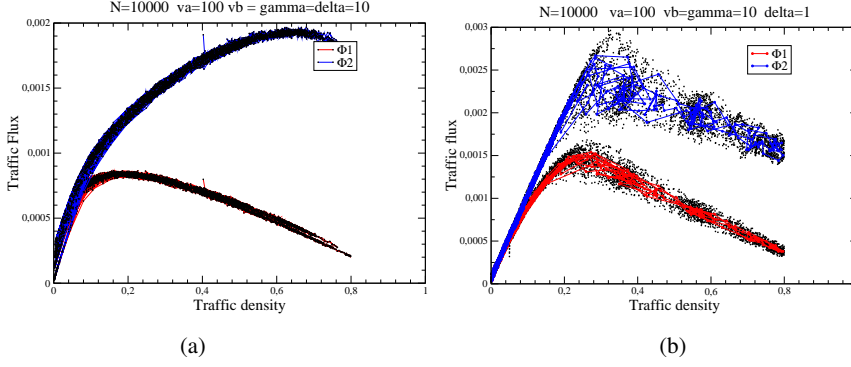 N=10000 va=100 vb = gamma=delta=10
0,002
0,0015
0,001
0,0005
0
Traffic Flux
Φ1
Φ2
0 0,2 0,4 0,6 0,8 1
Traffic density
(a)
N=10000 va=100 vb=gamma=10 delta=1
0,003
0,0025
0,002
0,0015
0,001
0,0005
0
Traffic flux
Φ1
Φ2
0 0,2 0,4 0,6 0,8
Traffic density
(b)